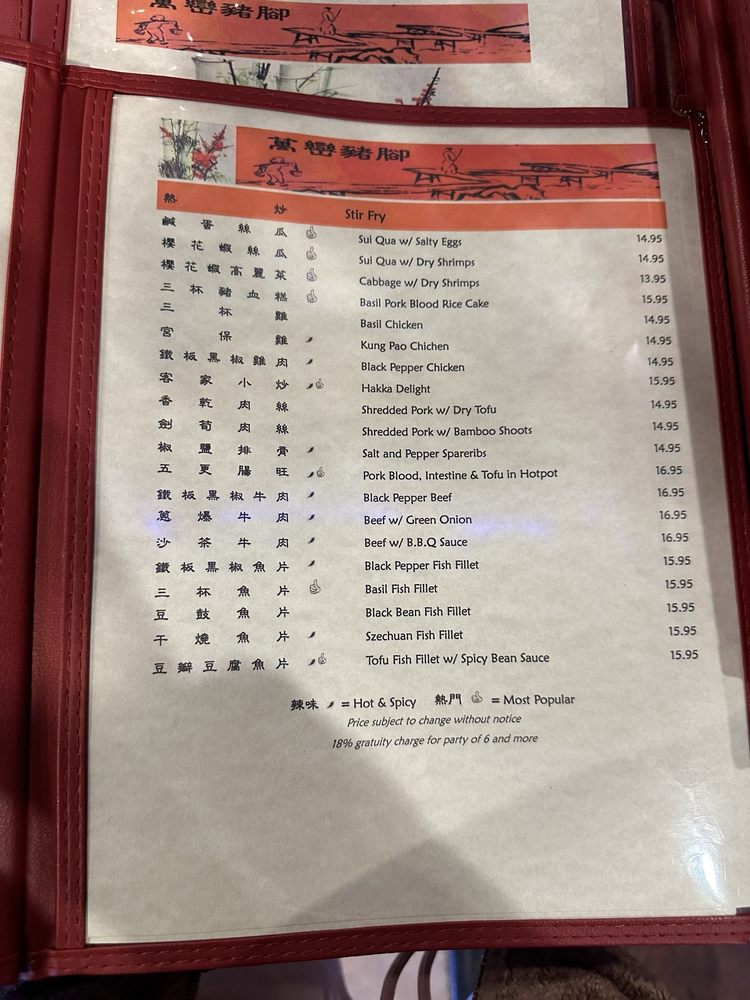 萬巒豬腳
萬巒豬腳
熱炒 Stir Fry
鹹蛋絲瓜 Sui Qua w/ Salty Eggs 14.95
櫻花蝦絲瓜 Sui Qua w/ Dry Shrimps 14.95
櫻花蝦高麗菜 Cabbage w/ Dry Shrimps 13.95
三杯豬血糕 Basil Pork Blood Rice Cake 15.95
三杯雞 Basil Chicken 14.95
宮保雞 Kung Pao Chichen 14.95
鐵板黑椒雞肉 Black Pepper Chicken 14.95
客家小炒 Hakka Delight 15.95
香乾肉絲 Shredded Pork w/ Dry Tofu 14.95
劍荀肉絲 Shredded Pork w/ Bamboo Shoots 14.95
椒鹽排骨 Salt and Pepper Spareribs 14.95
五更腸旺 Pork Blood, Intestine & Tofu in Hotpot 16.95
鐵板黑椒牛肉 Black Pepper Beef 16.95
蔥爆牛肉 Beef w/ Green Onion 16.95
沙茶牛肉 Beef w/ B.B.Q Sauce 16.95
鐵板黑椒魚片 Black Pepper Fish Fillet 15.95
三杯魚片 Basil Fish Fillet 15.95
豆鼓魚片 Black Bean Fish Fillet 15.95
干燒魚片 Szechuan Fish Fillet 15.95
豆瓣豆腐魚片 Tofu Fish Fillet w/ Spicy Bean Sauce 15.95
辣味 = Hot & Spicy 熱門 = Most Popular
Price subject to change without notice
18% gratuity charge for party of 6 and more